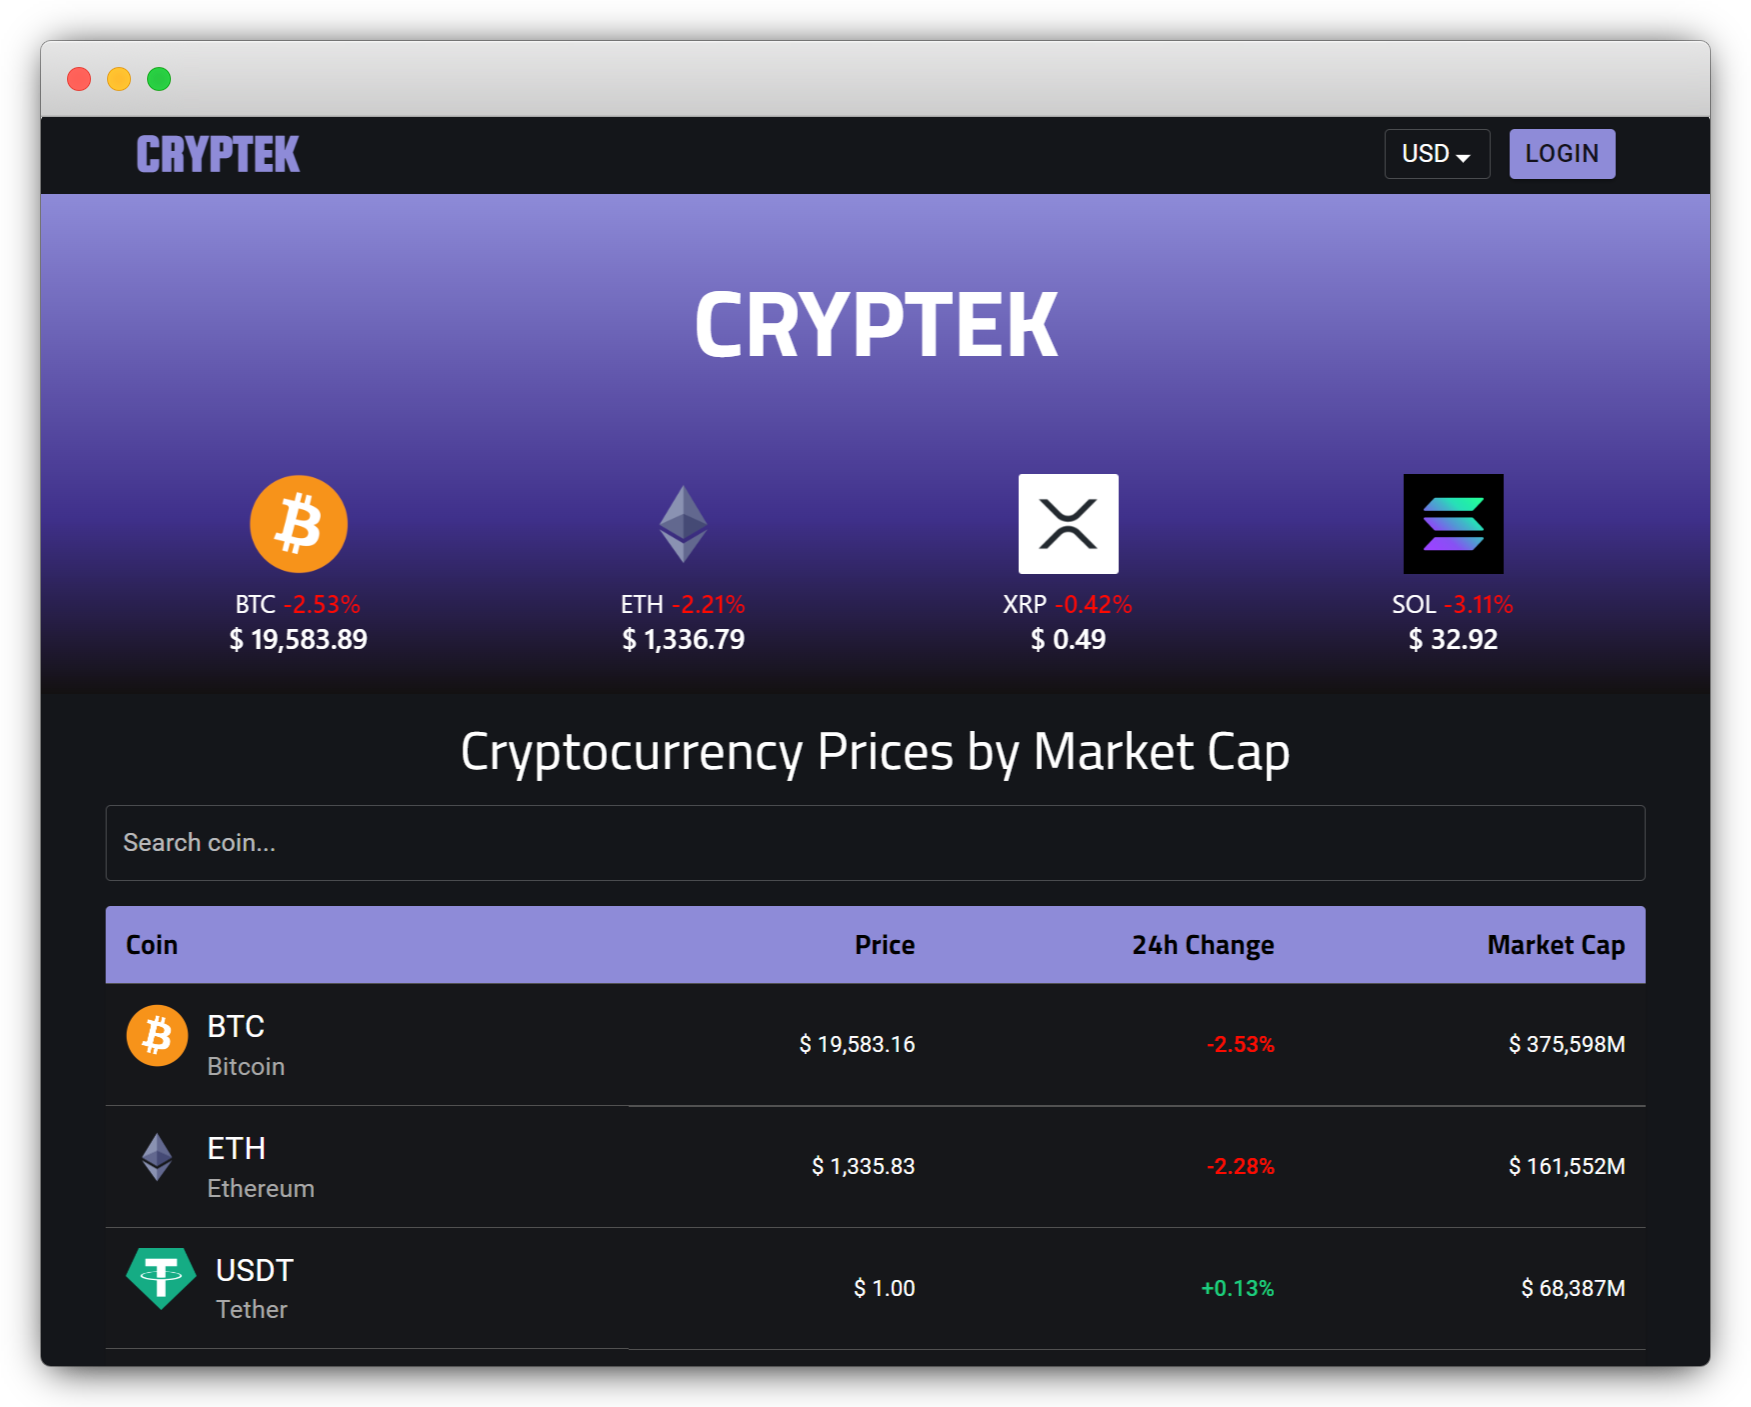 CRYPTEK
USD
LOGIN
CRYPTEK
BTC -2.53%
$ 19,583.89
ETH -2.21%
$ 1,336.79
XRP -0.42%
$ 0.49
SOL -3.11%
$ 32.92
Cryptocurrency Prices by Market Cap
Search coin...
Coin Price 24h Change Market Cap
BTC
Bitcoin
$ 19,583.16 -2.53% $ 375,598M
ETH
Ethereum
$ 1,335.83 -2.28% $ 161,552M
USDT
Tether
$ 1.00 +0.13% $ 68,387M